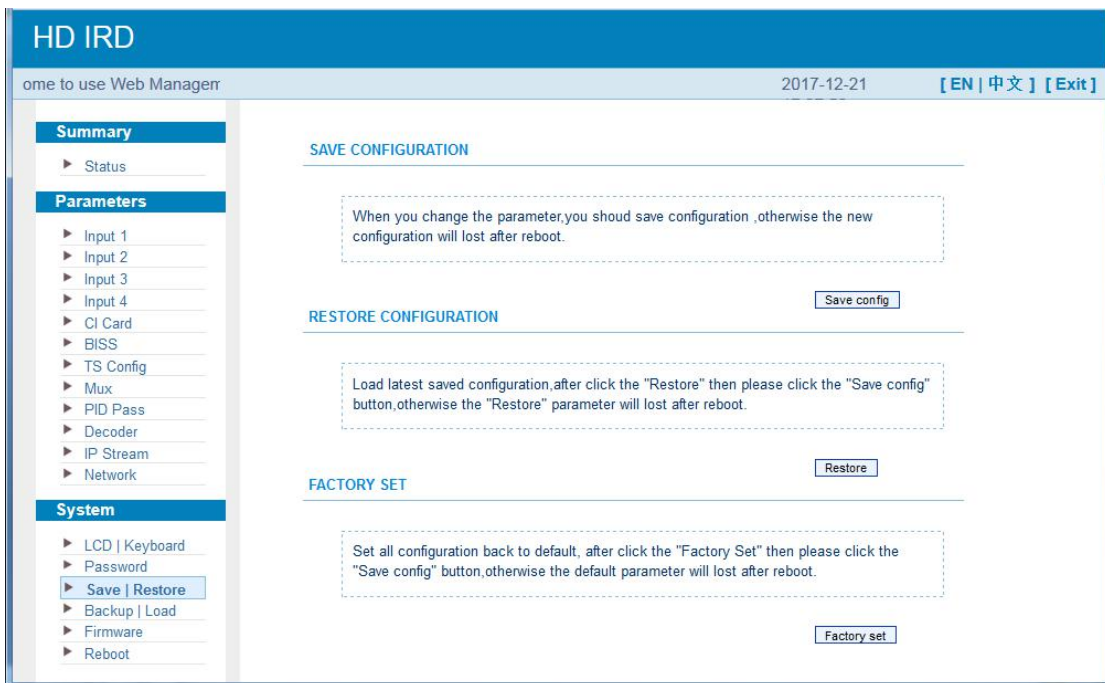 HD IRD
ome to use Web Managem
2017-12-21
[ EN | 中文 ] [ Exit ]
Summary
Status
Parameters
Input 1
Input 2
Input 3
Input 4
CI Card
BISS
TS Config
Mux
PID Pass
Decoder
IP Stream
Network
System
LCD | Keyboard
Password
Save | Restore
Backup | Load
Firmware
Reboot
SAVE CONFIGURATION
When you change the parameter,you shoud save configuration ,otherwise the new
configuration will lost after reboot.
Save config
RESTORE CONFIGURATION
Load latest saved configuration,after click the "Restore" then please click the "Save config"
button,otherwise the "Restore" parameter will lost after reboot.
Restore
FACTORY SET
Set all configuration back to default, after click the "Factory Set" then please click the
"Save config" button,otherwise the default parameter will lost after reboot.
Factory set